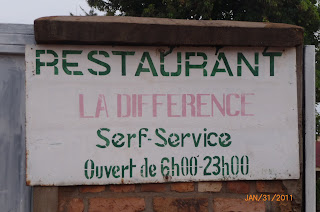 RESTAURANT
LA DIFFERENCE
Serf-Service
Ouvert de 6h00-23h00
JAN/31/2011